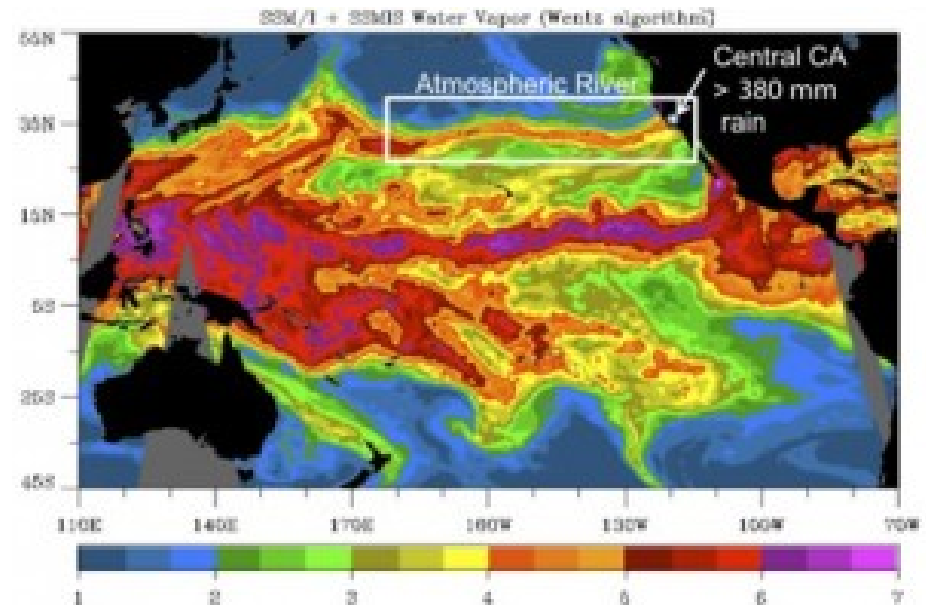 SSM/I + SSMIS Water Vapor (Wentz algorithm)
55N
35N
15N
5S
25S
45S
Atmospheric River
Central CA
> 380 mm
rain
110E 140E 170E 160W 130W 100W 70W
1 2 3 4 5 6 7